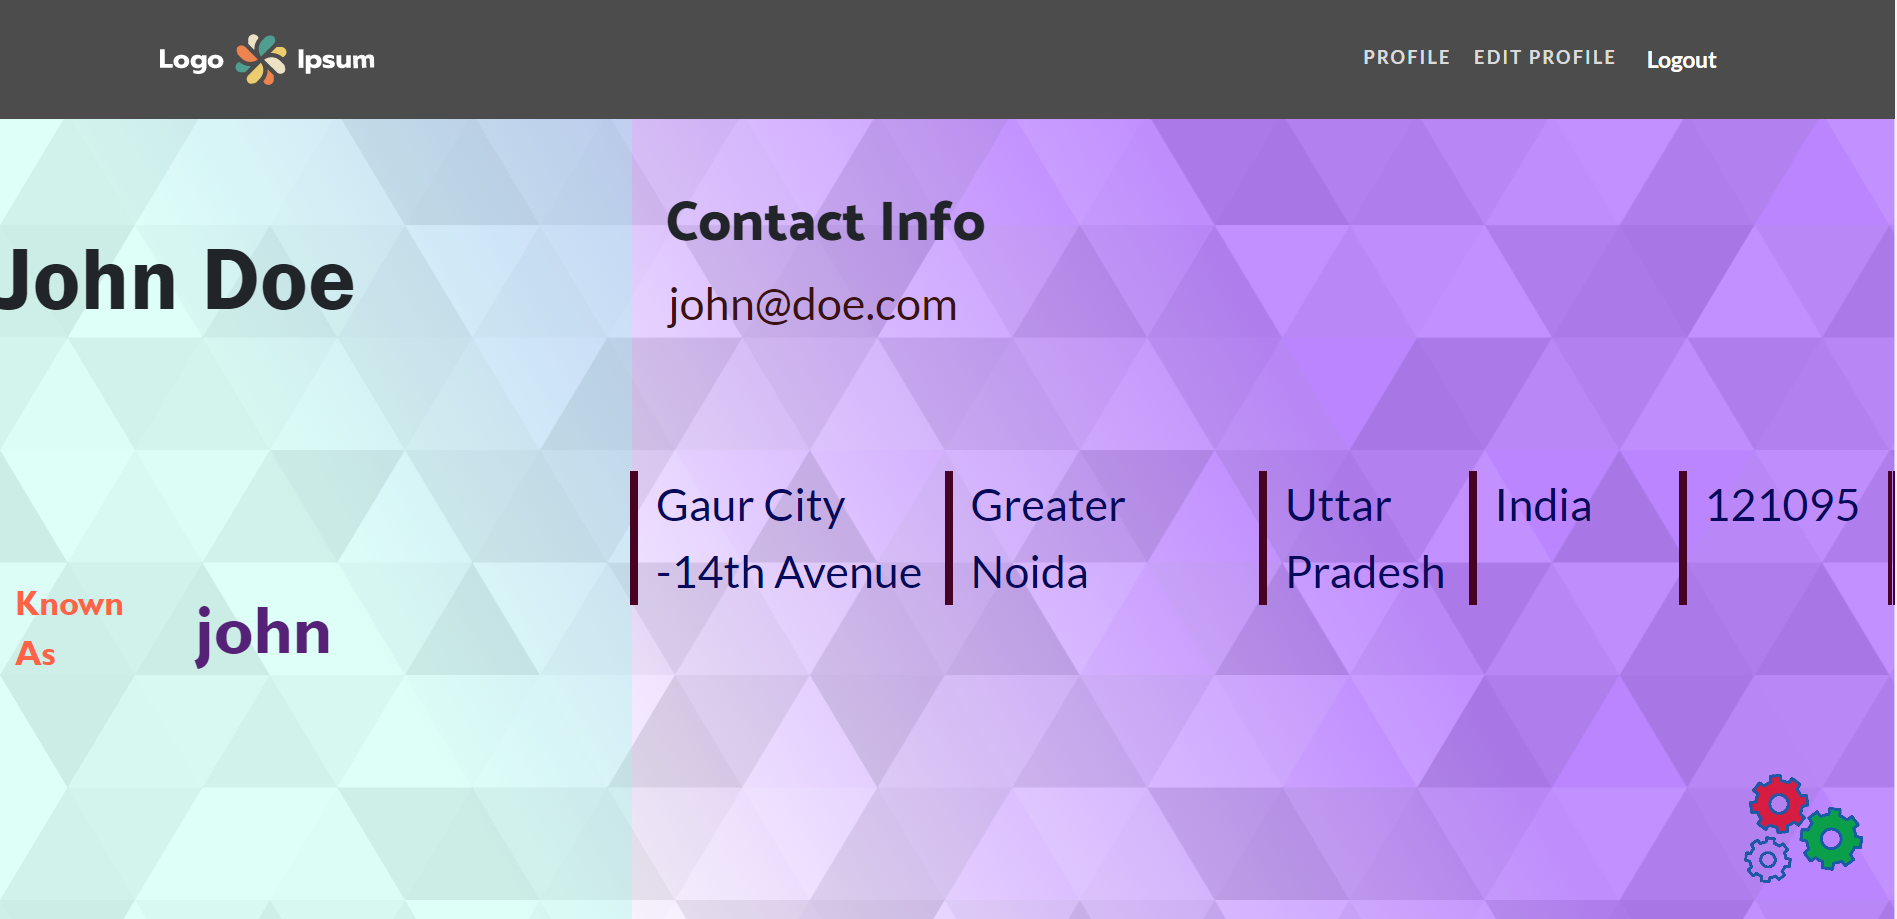 Logo Ipsum
PROFILE EDIT PROFILE Logout
John Doe
Known
As
john
Contact Info
john@doe.com
Gaur City
-14th Avenue
Greater
Noida
Uttar
Pradesh
India
121095